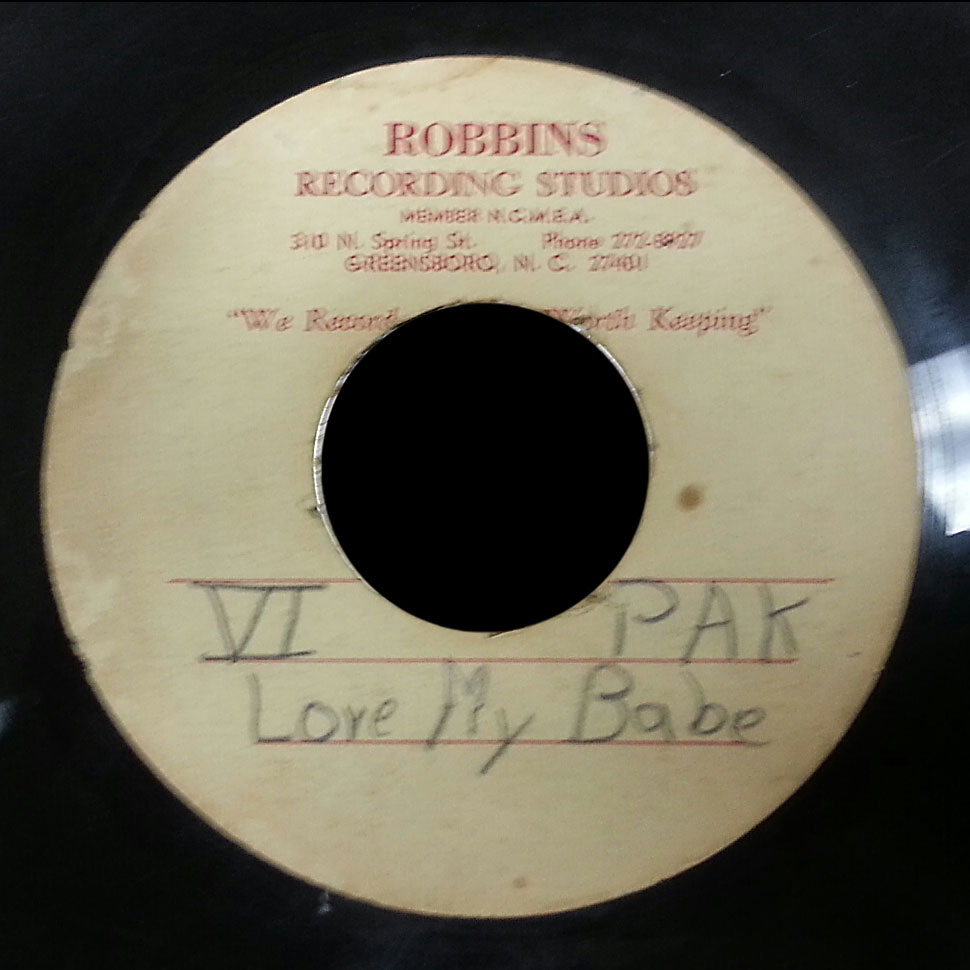 ROBBINS
RECORDING STUDIOS
MEMBER N.C.M.E.A.
310 N. Spring St. Phone 272-
GREENSBORO, N. C. 27401
"We Record Worth Keeping"
VI PAK
Love My Babe